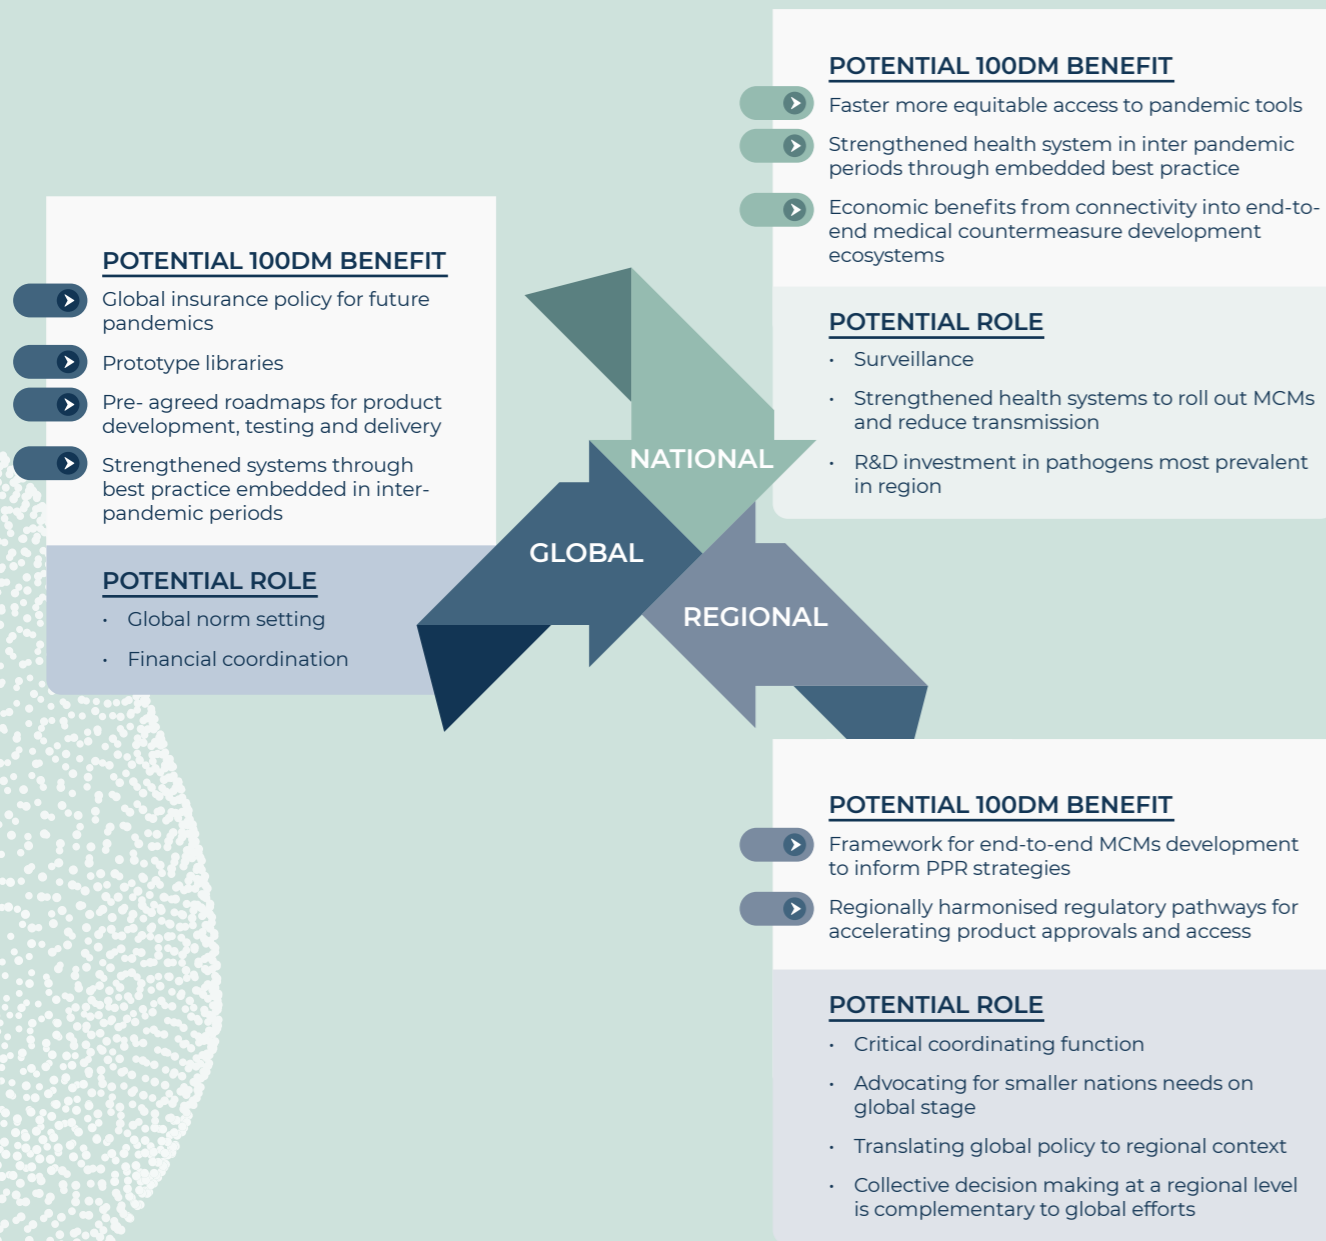 POTENTIAL 100DM BENEFIT
Global insurance policy for future
pandemics
Prototype libraries
Pre- agreed roadmaps for product
development, testing and delivery
Strengthened systems through
best practice embedded in inter-
pandemic periods
POTENTIAL ROLE
• Global norm setting
• Financial coordination
NATIONAL
GLOBAL
REGIONAL
POTENTIAL 100DM BENEFIT
Faster more equitable access to pandemic tools
Strengthened health system in inter pandemic
periods through embedded best practice
Economic benefits from connectivity into end-to-
end medical countermeasure development
ecosystems
POTENTIAL ROLE
• Surveillance
• Strengthened health systems to roll out MCMs
and reduce transmission
• R&D investment in pathogens most prevalent
in region
POTENTIAL 100DM BENEFIT
Framework for end-to-end MCMs development
to inform PPR strategies
Regionally harmonised regulatory pathways for
accelerating product approvals and access
POTENTIAL ROLE
• Critical coordinating function
• Advocating for smaller nations needs on
global stage
• Translating global policy to regional context
• Collective decision making at a regional level
is complementary to global efforts